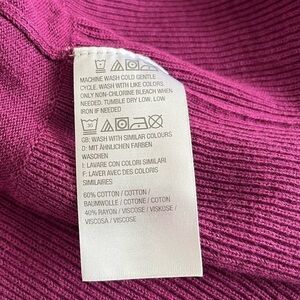 MACHINE WASH COLD GENTLE
CYCLE. WASH WITH LIKE COLORS.
ONLY NON-CHLORINE BLEACH WHEN
NEEDED. TUMBLE DRY LOW. LOW
IRON IF NEEDED
GB: WASH WITH SIMILAR COLOURS
D: MIT ÄHNLICHEN FARBEN
WASCHEN
I: LAVARE CON COLORI SIMILARI
F: LAVER AVEC DES COLORIS
SIMILAIRES
60% COTTON / COTTON /
BAUMWOLLE / COTONE / COTON
40% RAYON / VISCOSE / VISKOSE /
VISCOSA / VISCOSE